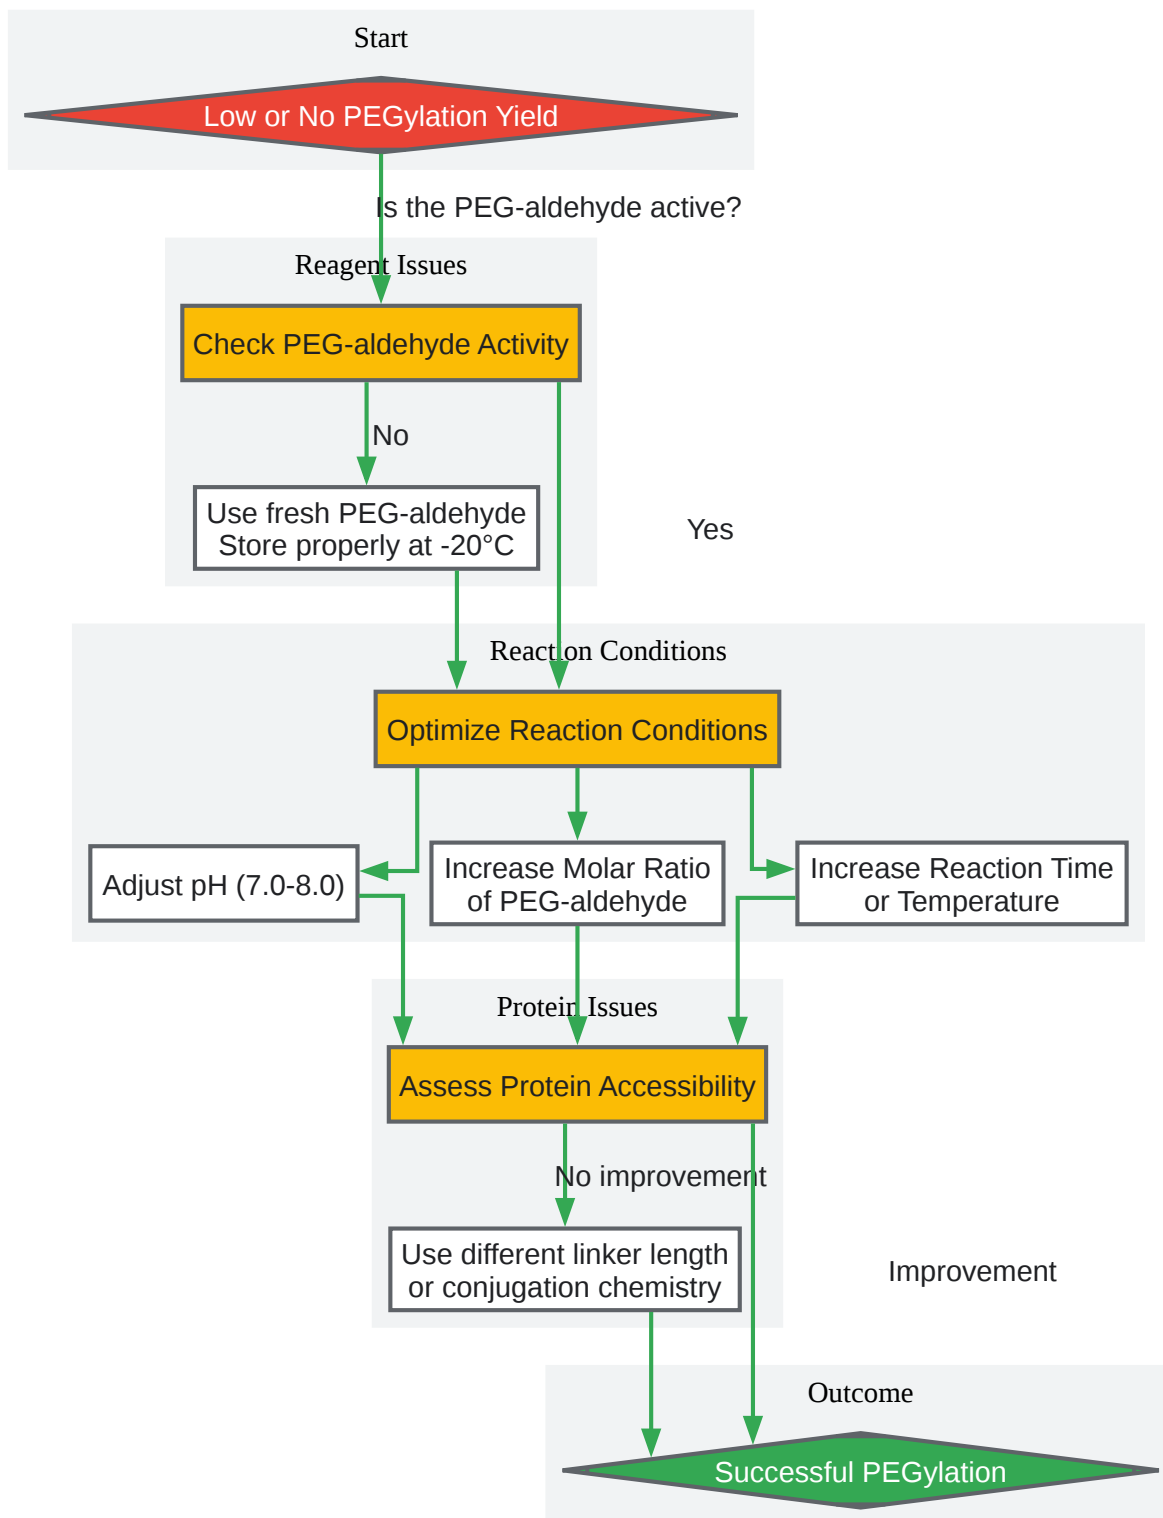 Start
Low or No PEGylation Yield
Is the PEG-aldehyde active?
Reagent Issues
Check PEG-aldehyde Activity
No
Use fresh PEG-aldehyde
Store properly at -20°C
Yes
Reaction Conditions
Optimize Reaction Conditions
Adjust pH (7.0-8.0)
Increase Molar Ratio
of PEG-aldehyde
Increase Reaction Time
or Temperature
Protein Issues
Assess Protein Accessibility
No improvement
Use different linker length
or conjugation chemistry
Improvement
Outcome
Successful PEGylation